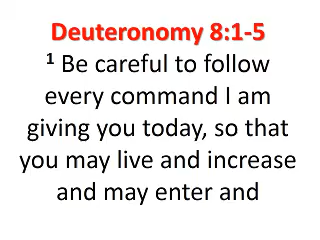 Deuteronomy 8:1-5
¹ Be careful to follow
every command I am
giving you today, so that
you may live and increase
and may enter and